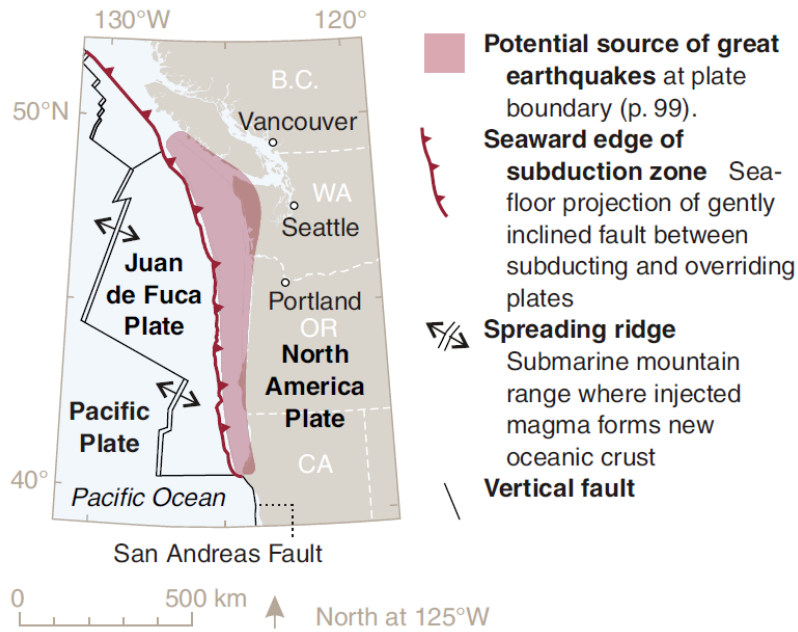 130°W
120°
50°N
40°
B.C.
Vancouver
WA
Seattle
Juan
de Fuca
Plate
Portland
OR
North
America
Plate
Pacific
Plate
CA
Pacific Ocean
San Andreas Fault
0
500 km
North at 125°W
Potential source of great
earthquakes at plate
boundary (p. 99).
Seaward edge of
subduction zone Sea-
floor projection of gently
inclined fault between
subducting and overriding
plates
Spreading ridge
Submarine mountain
range where injected
magma forms new
oceanic crust
Vertical fault